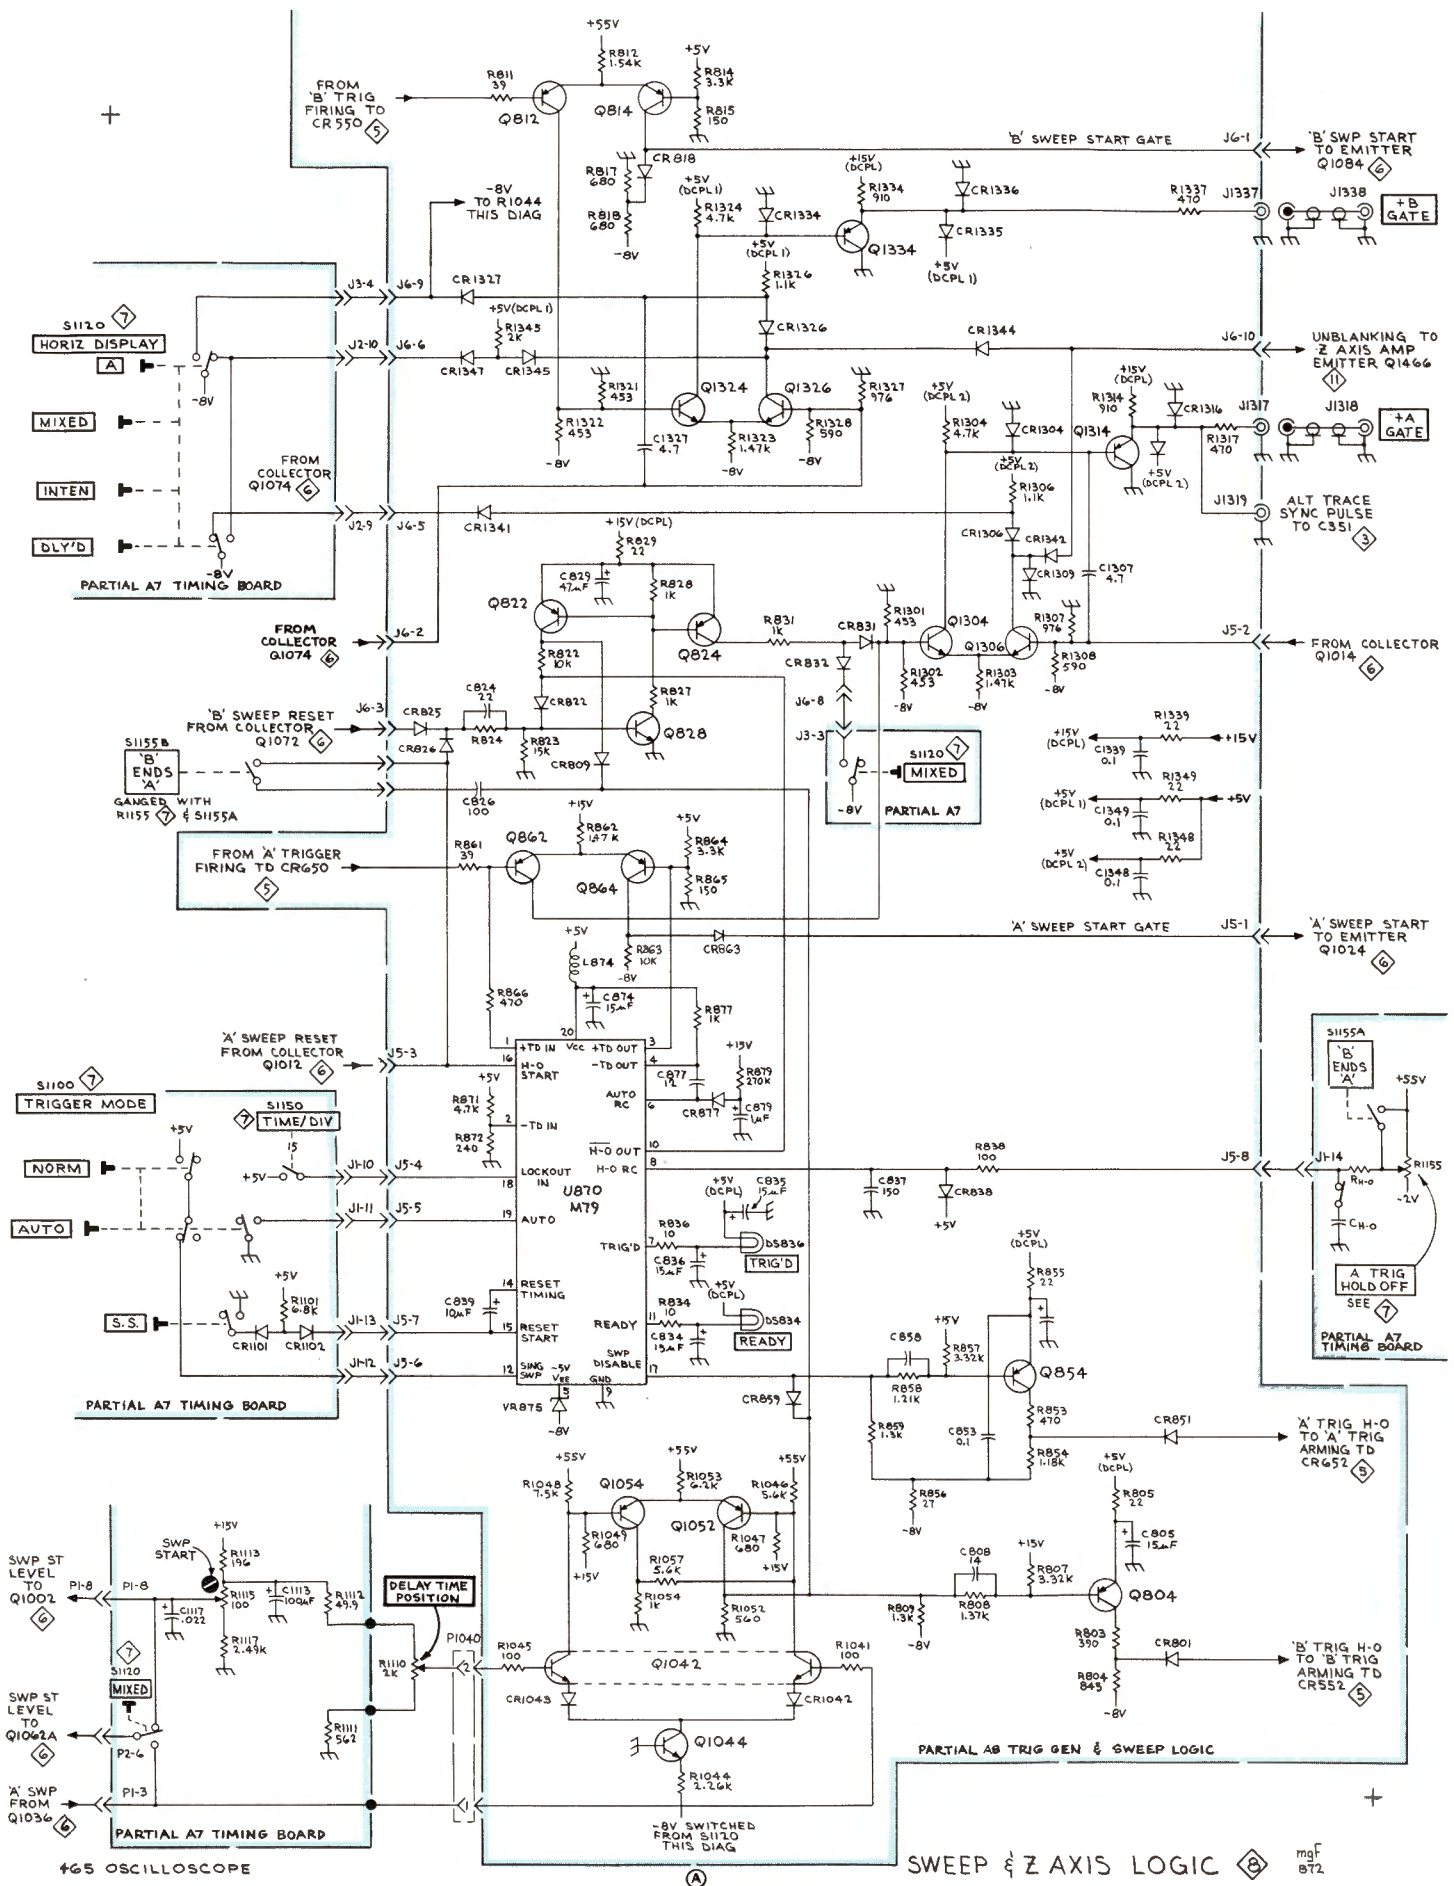 +55V
R812
1.54K
+5V
R814
3.3K
R811
39
FROM
'B' TRIG
FIRING TO
CR550 5
Q812
Q814
R815
150
'B' SWEEP START GATE
J6-1
'B' SWP START
TO EMITTER
Q1084 6
CR818
R817
680
R818
680
-8V
-8V
TO R1044
THIS DIAG
+5V
(DCPL 1)
R1324
4.7K
CR1334
+15V
(DCPL)
R1334
910
CR1336
R1337
470
J1337
J1338
+B
GATE
Q1334
CR1335
+5V
(DCPL 1)
+5V
(DCPL 1)
R1326
1.1K
CR1326
J3-4
J6-9
CR1327
S1120 7
HORIZ DISPLAY
A
MIXED
INTEN
DLY'D
-8V
-8V
PARTIAL A7 TIMING BOARD
J2-10
J6-6
+5V(DCPL 1)
R1345
2K
CR1347
CR1345
CR1344
J6-10
UNBLANKING TO
Z AXIS AMP
EMITTER Q1466
11
R1321
453
Q1324
Q1326
R1327
976
R1322
453
-8V
C1327
4.7
R1323
1.47K
-8V
R1328
590
-8V
+5V
(DCPL 2)
R1304
4.7K
CR1304
+15V
(DCPL)
R1314
910
CR1316
Q1314
R1317
470
J1317
J1318
+A
GATE
+5V
(DCPL 2)
J1319
ALT TRACE
SYNC PULSE
TO C351
3
FROM
COLLECTOR
Q1074 6
J2-9
J6-5
CR1341
+5V
(DCPL 2)
R1306
1.1K
CR1306
CR1342
CR1309
C1307
4.7
+15V (DCPL)
R829
22
C829
47µF
R828
1K
Q822
Q824
R822
10K
R827
1K
CR822
Q828
R831
1K
CR831
CR832
R1301
453
Q1304
Q1306
R1307
976
R1302
453
-8V
R1303
1.47K
-8V
R1308
590
-8V
J5-2
FROM COLLECTOR
Q1014 6
FROM
COLLECTOR
Q1074 6
J6-2
'B' SWEEP RESET
FROM COLLECTOR
Q1072 6
J6-3
CR825
C824
22
R824
CR826
R823
15K
CR809
C826
100
S1155B
'B'
ENDS
'A'
GANGED WITH
R1155 7 & S1155A
J6-8
J3-3
S1120 7
MIXED
-8V
PARTIAL A7
R1339
22
+15V
(DCPL)
C1339
0.1
+15V
R1349
22
+5V
(DCPL 1)
C1349
0.1
+5V
R1348
22
+5V
(DCPL 2)
C1348
0.1
+15V
R862
1.47K
+5V
R864
3.3K
Q862
Q864
R861
39
R865
150
FROM 'A' TRIGGER
FIRING TD CR650
5
'A' SWEEP START GATE
J5-1
'A' SWEEP START
TO EMITTER
Q1024 6
CR863
R863
10K
-8V
+5V
L874
C874
15µF
R866
470
R877
1K
+15V
R879
270K
C877
12
CR877
C879
1µF
20
VCC
1
+TD IN
16
H-O
START
2
-TD IN
LOCKOUT
IN
18
19
AUTO
14
RESET
TIMING
15
RESET
START
12
SING
SWP
-5V
VEE
5
GND
9
+TD OUT
3
-TD OUT
4
AUTO
RC
6
H-O OUT
10
H-O RC
8
TRIG'D
7
READY
11
SWP
DISABLE
17
U870
M79
'A' SWEEP RESET
FROM COLLECTOR
Q1012 6
J5-3
+5V
R871
4.7K
R872
240
S1100 7
TRIGGER MODE
+5V
NORM
AUTO
S.S.
7
S1150
TIME/DIV
15
+5V
J1-10
J5-4
J1-11
J5-5
+5V
R1101
6.8K
CR1101
CR1102
J1-13
J5-7
J1-12
J5-6
C839
10µF
PARTIAL A7 TIMING BOARD
VR875
-8V
R838
100
C837
150
CR838
+5V
J5-8
J1-14
S1155A
'B'
ENDS
'A'
+55V
R1155
-2V
RH-O
CH-O
A TRIG
HOLDOFF
SEE 7
PARTIAL A7
TIMING BOARD
+5V
(DCPL)
C835
15µF
R836
10
C836
15µF
DS836
TRIG'D
+5V
(DCPL)
R834
10
C834
15µF
DS834
READY
CR859
+5V
(DCPL)
R855
22
C858
+15V
R857
3.32K
Q854
R858
1.21K
R859
1.3K
R853
470
C853
0.1
R854
1.18K
R856
27
-8V
CR851
'A' TRIG H-O
TO 'A' TRIG
ARMING TD
CR652
5
+5V
(DCPL)
R805
22
C805
15µF
C808
14
+15V
R807
3.32K
Q804
R809
1.3K
-8V
R808
1.37K
R803
390
CR801
R804
845
-8V
'B' TRIG H-O
TO 'B' TRIG
ARMING TD
CR552 5
+55V
R1048
7.5K
Q1054
+55V
R1053
6.2K
R1046
5.6K
+55V
Q1052
R1049
680
+15V
R1047
680
+15V
R1057
5.6K
R1054
1K
R1052
560
R1045
100
Q1042
R1041
100
CR1043
CR1042
Q1044
R1044
2.26K
-8V SWITCHED
FROM S1120
THIS DIAG
+15V
R1113
196
SWP
START
R1115
100
C1113
100µF
R1112
49.9
C1117
.022
R1117
2.49K
DELAY TIME
POSITION
P1040
R1110
2K
2
R1111
562
1
SWP ST
LEVEL
TO
Q1002
6
P1-8
P1-8
7
S1120
MIXED
SWP ST
LEVEL
TO
Q1062A
6
P2-6
'A' SWP
FROM
Q1036 6
P1-3
PARTIAL A7 TIMING BOARD
PARTIAL A8 TRIG GEN & SWEEP LOGIC
465 OSCILLOSCOPE
A
SWEEP & Z AXIS LOGIC 8
mgf
872